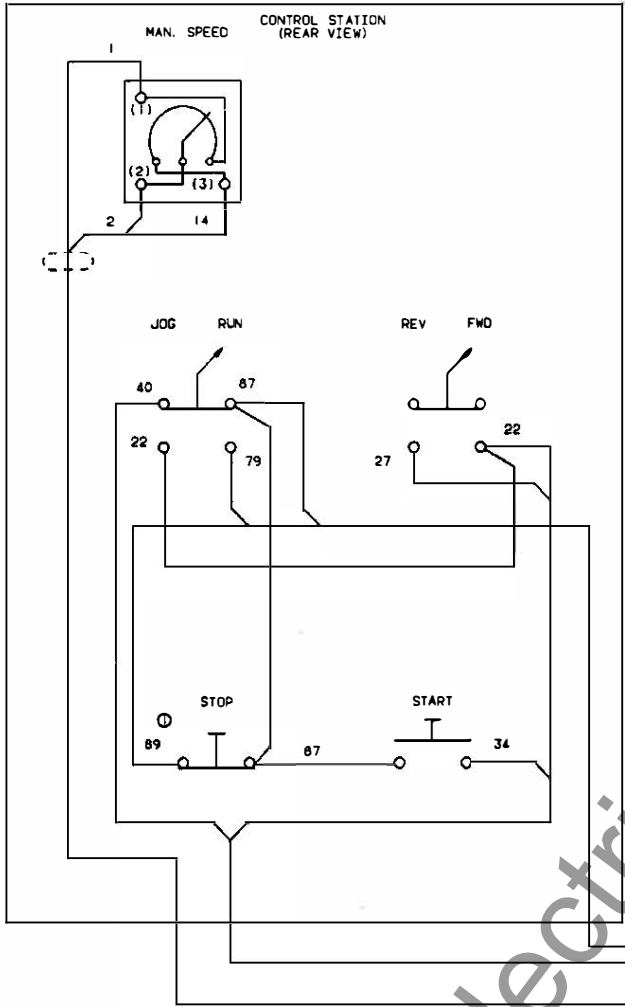 CONTROL STATION
MAN. SPEED (REAR VIEW)
1
(1)
(2) (3)
2 14
JOG RUN REV FWD
40 87
22 79 27 22
STOP START
89 87 34
lectri